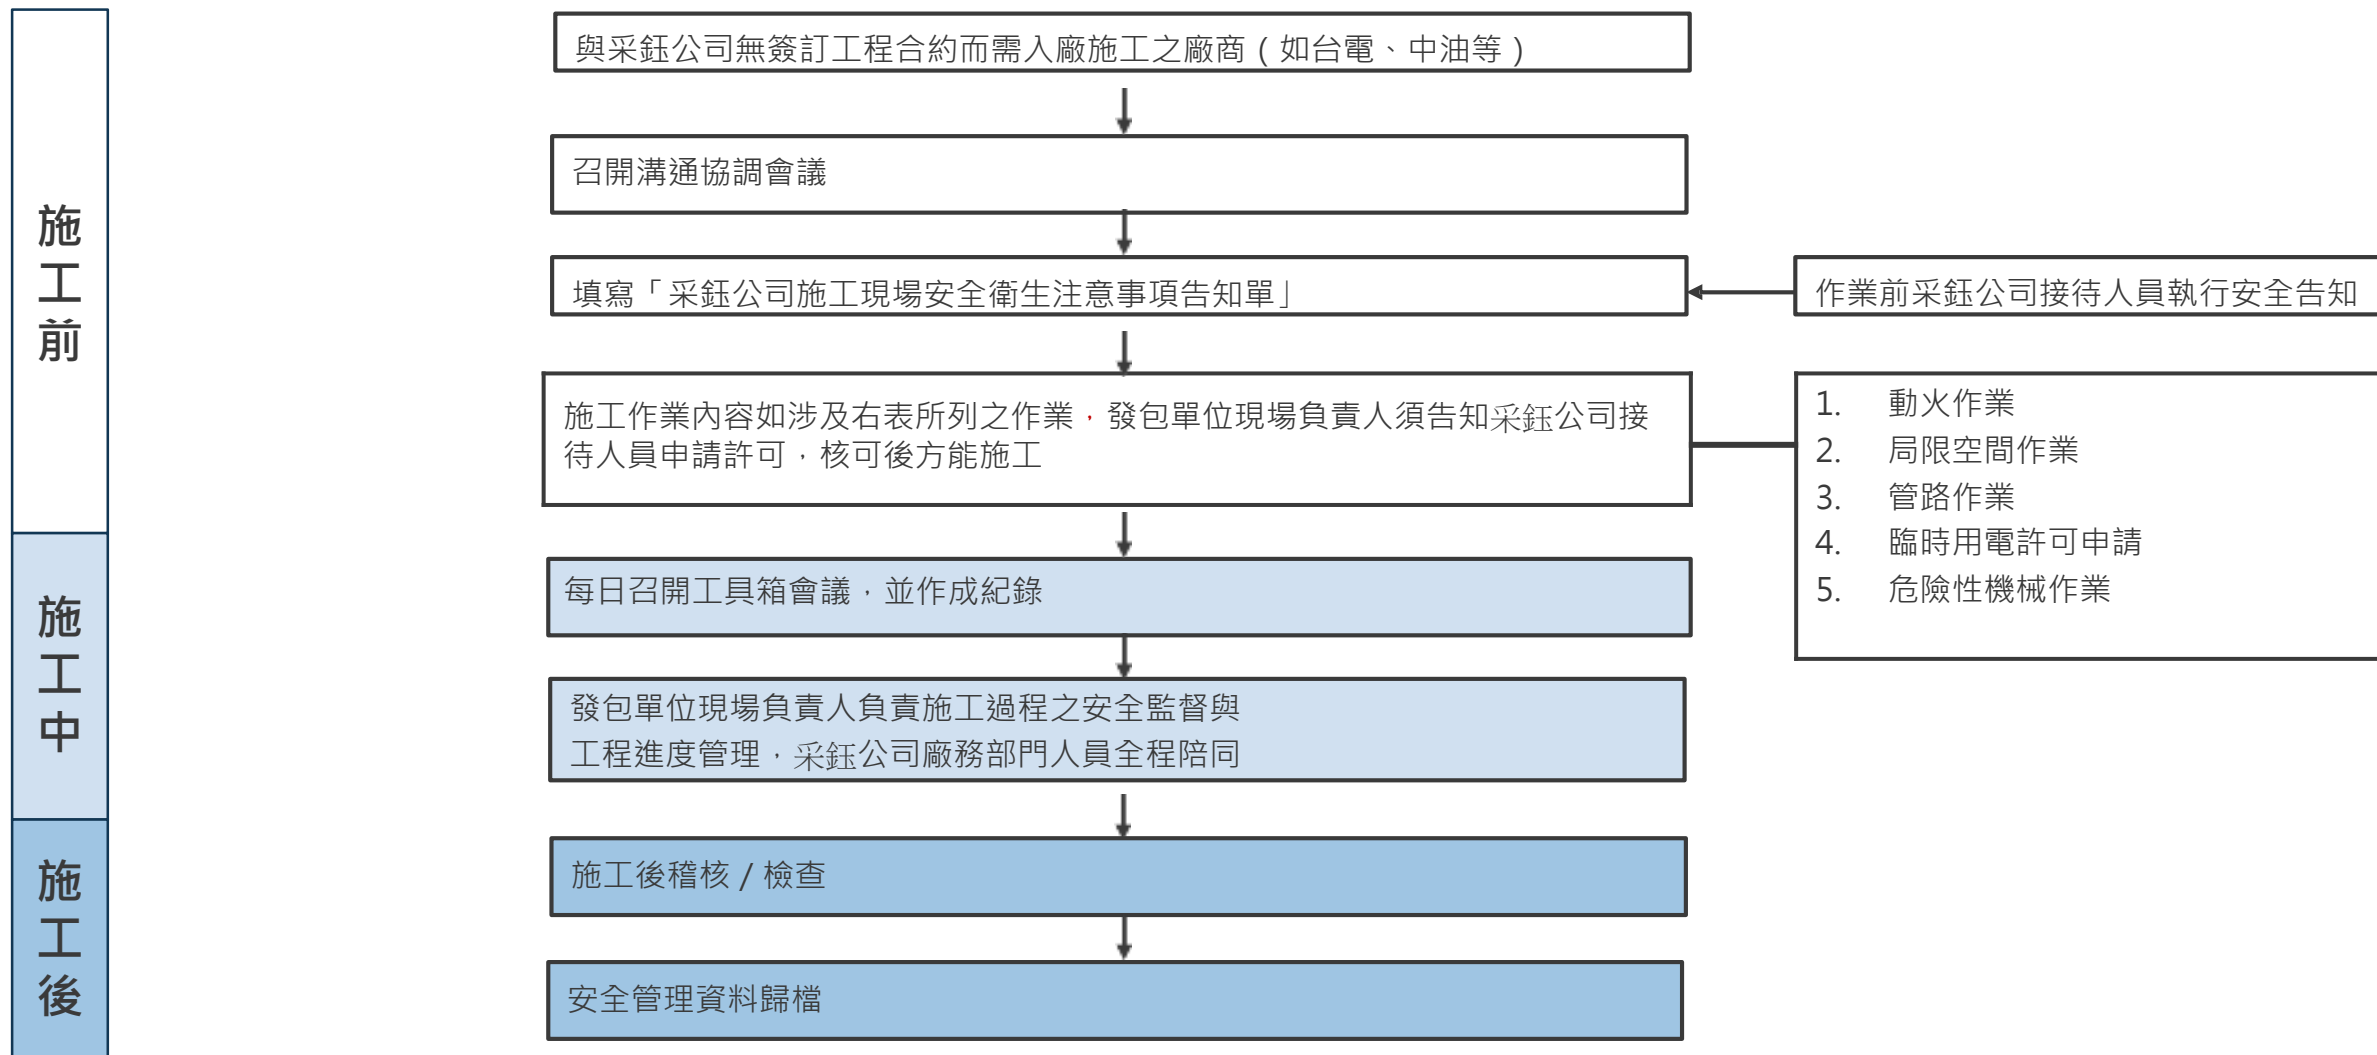 施工前
與采鈺公司無簽訂工程合約而需入廠施工之廠商(如台電、中油等)
召開溝通協調會議
填寫「采鈺公司施工現場安全衛生注意事項告知單」
作業前采鈺公司接待人員執行安全告知
施工作業內容如涉及右表所列之作業，發包單位現場負責人須告知采鈺公司接
待人員申請許可，核可後方能施工
1. 動火作業
2. 局限空間作業
3. 管路作業
4. 臨時用電許可申請
5. 危險性機械作業
施工中
每日召開工具箱會議，並作成紀錄
發包單位現場負責人負責施工過程之安全監督與
工程進度管理，采鈺公司廠務部門人員全程陪同
施工後
施工後稽核/檢查
安全管理資料歸檔